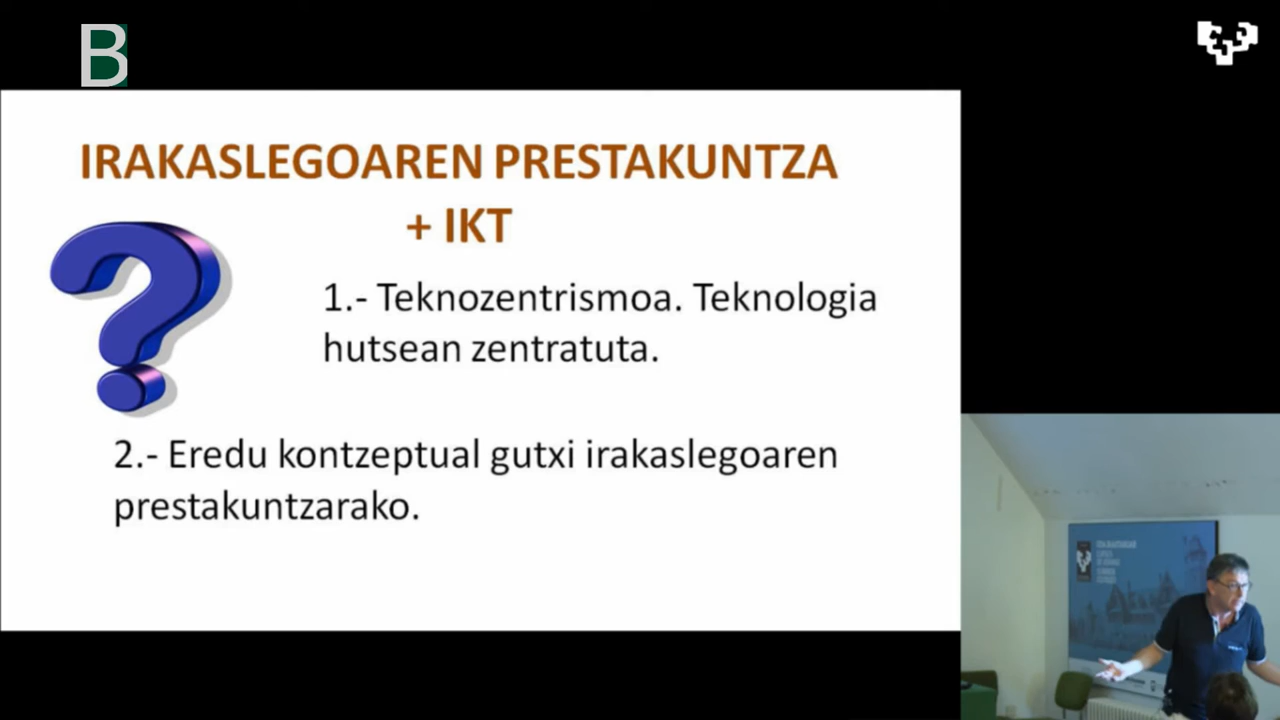 B
IRAKASLEGOAREN PRESTAKUNTZA
+ IKT
1.- Teknozentrismoa. Teknologia
hutsean zentratuta.
2.- Eredu kontzeptual gutxi irakaslegoaren
prestakuntzarako.